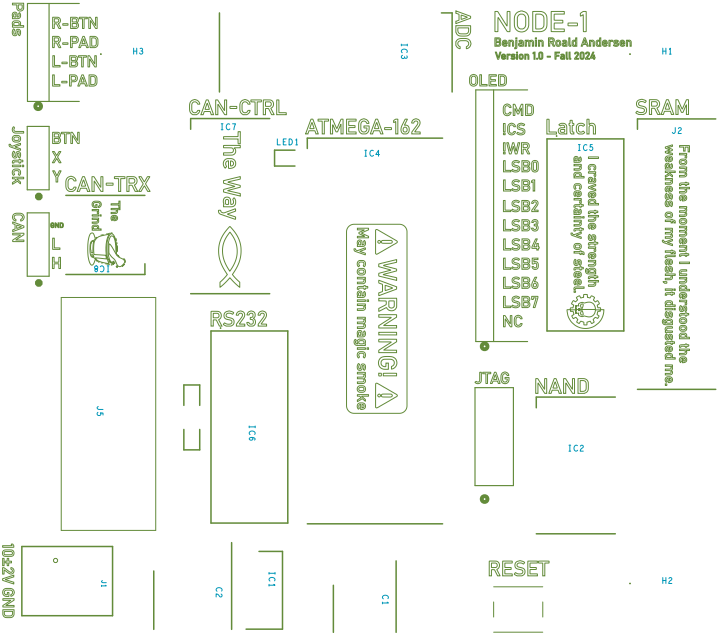 Pads
R-BTN
R-PAD
L-BTN
L-PAD
H3
IC3
ADC
NODE-1
Benjamin Roald Andersen
Version 1.0 - Fall 2024
H1
OLED
CMD
ICS
IWR
LSB0
LSB1
LSB2
LSB3
LSB4
LSB5
LSB6
LSB7
NC
Latch
IC5
I craved the strength
and certainty of steel.
SRAM
J2
From the moment I understood the
weakness of my flesh, it disgusted me.
CAN-CTRL
IC7
The Way
LED1
ATMEGA-162
IC4
⚠ WARNING! ⚠
May contain magic smoke
Joystick
BTN
X
Y
CAN-TRX
The
Grind
IC8
CAN
GND
L
H
RS232
IC6
J5
JTAG
NAND
IC2
10±2V GND
J1
C2
IC1
C1
RESET
H2